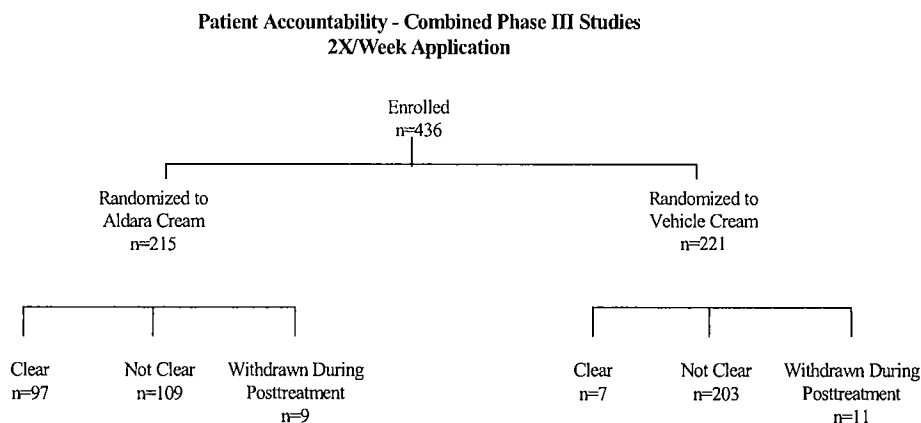 Patient Accountability - Combined Phase III Studies
2X/Week Application
Enrolled
n=436
Randomized to
Aldara Cream
n=215
Randomized to
Vehicle Cream
n=221
Clear
n=97
Not Clear
n=109
Withdrawn During
Posttreatment
n=9
Clear
n=7
Not Clear
n=203
Withdrawn During
Posttreatment
n=11